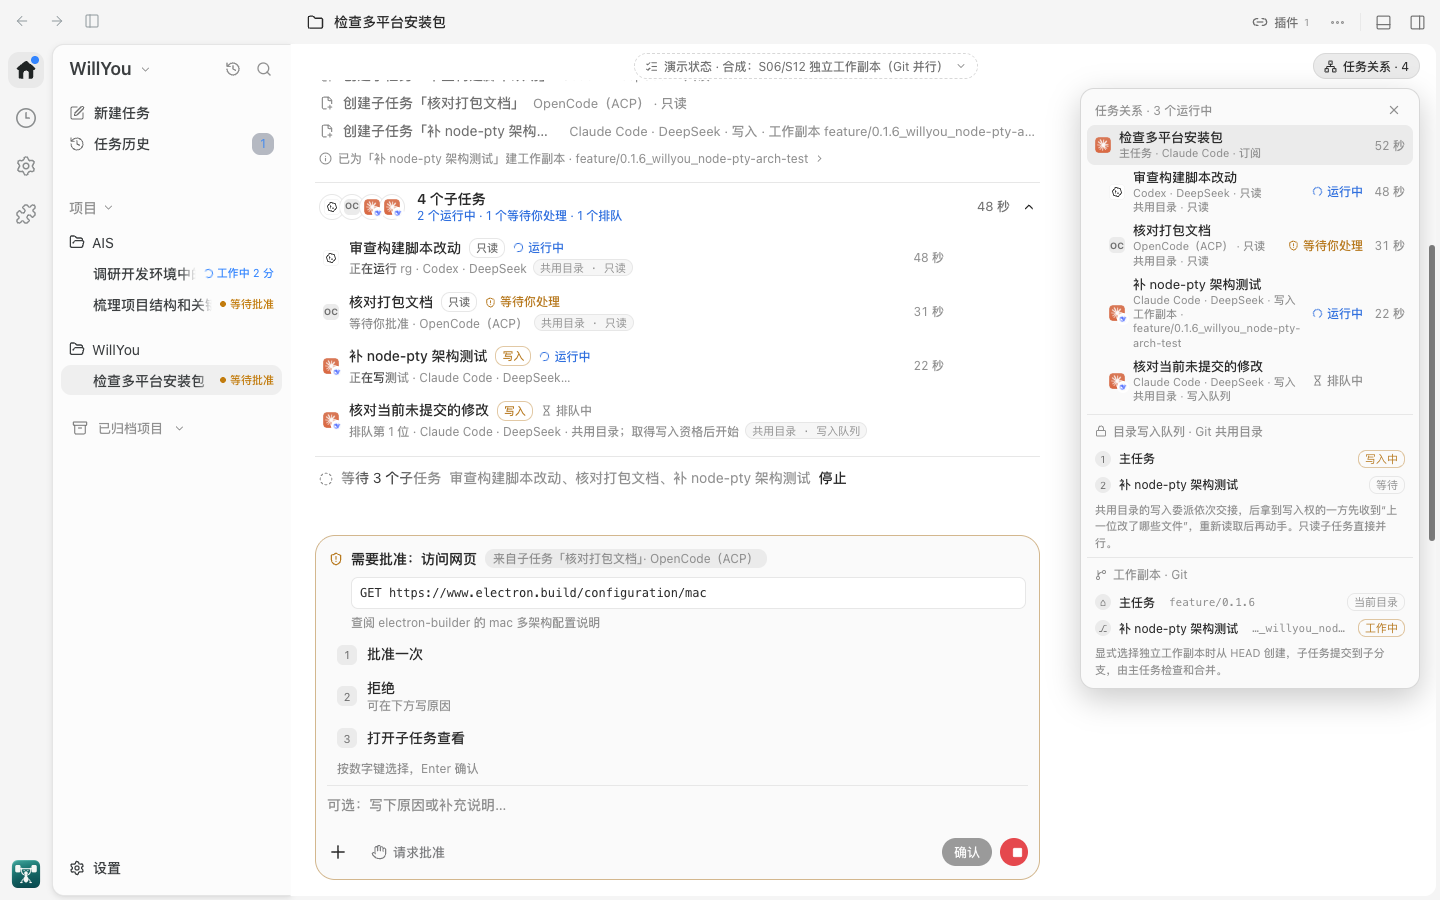 检查多平台安装包
插件 1
WillYou
新建任务
任务历史 1
项目
AIS
调研开发环境中 工作中 2 分
梳理项目结构和关 等待批准
WillYou
检查多平台安装包 等待批准
已归档项目
设置
演示状态 · 合成：S06/S12 独立工作副本（Git 并行）
创建子任务「核对打包文档」 OpenCode（ACP） · 只读
创建子任务「补 node-pty 架构... Claude Code · DeepSeek · 写入 · 工作副本 feature/0.1.6_willyou_node-pty-a...
已为「补 node-pty 架构测试」建工作副本 · feature/0.1.6_willyou_node-pty-arch-test
4 个子任务
2 个运行中 · 1 个等待你处理 · 1 个排队
48 秒
审查构建脚本改动 只读 运行中
正在运行 rg · Codex · DeepSeek 共用目录 · 只读
48 秒
OC
核对打包文档 只读 等待你处理
等待你批准 · OpenCode（ACP） 共用目录 · 只读
31 秒
补 node-pty 架构测试 写入 运行中
正在写测试 · Claude Code · DeepSeek...
22 秒
核对当前未提交的修改 写入 排队中
排队第 1 位 · Claude Code · DeepSeek · 共用目录；取得写入资格后开始 共用目录 · 写入队列
等待 3 个子任务 审查构建脚本改动、核对打包文档、补 node-pty 架构测试 停止
需要批准：访问网页 来自子任务「核对打包文档」· OpenCode（ACP）
GET https://www.electron.build/configuration/mac
查阅 electron-builder 的 mac 多架构配置说明
1 批准一次
2 拒绝
可在下方写原因
3 打开子任务查看
按数字键选择，Enter 确认
可选：写下原因或补充说明...
请求批准
确认
任务关系 · 4
任务关系 · 3 个运行中
检查多平台安装包
主任务 · Claude Code · 订阅
52 秒
审查构建脚本改动
Codex · DeepSeek · 只读
共用目录 · 只读
运行中 48 秒
OC
核对打包文档
OpenCode（ACP） · 只读
共用目录 · 只读
等待你处理 31 秒
补 node-pty 架构测试
Claude Code · DeepSeek · 写入
工作副本 ·
feature/0.1.6_willyou_node-pty-
arch-test
运行中 22 秒
核对当前未提交的修改
Claude Code · DeepSeek · 写入
共用目录 · 写入队列
排队中
目录写入队列 · Git 共用目录
1 主任务 写入中
2 补 node-pty 架构测试 等待
共用目录的写入委派依次交接，后拿到写入权的一方先收到“上
一位改了哪些文件”，重新读取后再动手。只读子任务直接并
行。
工作副本 · Git
主任务 feature/0.1.6 当前目录
补 node-pty 架构测试 …_willyou_nod… 工作中
显式选择独立工作副本时从 HEAD 创建，子任务提交到子分
支，由主任务检查和合并。